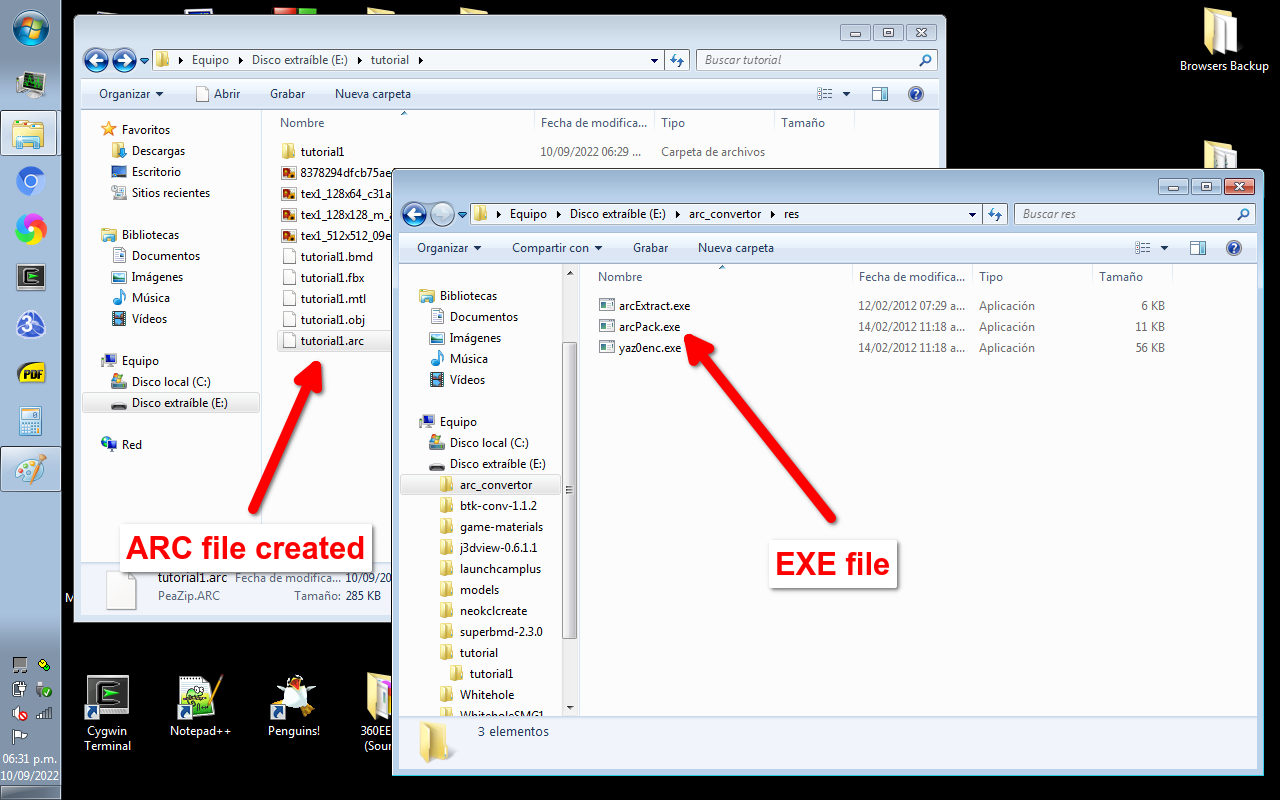 Browsers Backup
Equipo Disco extraíble (E:) tutorial
Buscar tutorial
Organizar Abrir Grabar Nueva carpeta
Nombre Fecha de modifica... Tipo Tamaño
Favoritos
Descargas
Escritorio
Sitios recientes
Bibliotecas
Documentos
Imágenes
Música
Vídeos
Equipo
Disco local (C:)
Disco extraíble (E:)
Red
tutorial1 10/09/2022 06:29 ... Carpeta de archivos
8378294dfcb75ae
tex1_128x64_c31a
tex1_128x128_m_
tex1_512x512_09e
tutorial1.bmd
tutorial1.fbx
tutorial1.mtl
tutorial1.obj
tutorial1.arc
ARC file created
tutorial1.arc Fecha de modifica... 10/09/20
PeaZip.ARC Tamaño: 285 KB
Equipo Disco extraíble (E:) arc_convertor res
Buscar res
Organizar Compartir con Grabar Nueva carpeta
Nombre Fecha de modifica... Tipo Tamaño
Bibliotecas
Documentos
Imágenes
Música
Vídeos
Equipo
Disco local (C:)
Disco extraíble (E:)
arc_convertor
btk-conv-1.1.2
game-materials
j3dview-0.6.1.1
launchcamplus
models
neokclcreate
superbmd-2.3.0
tutorial
tutorial1
Whitehole
WhiteholeSMG1
arcExtract.exe 12/02/2012 07:29 a... Aplicación 6 KB
arcPack.exe 14/02/2012 11:18 a... Aplicación 11 KB
yaz0enc.exe 14/02/2012 11:18 a... Aplicación 56 KB
EXE file
3 elementos
M
PDF
Cygwin
Terminal
Notepad++
Penguins!
360EE
(Sour
06:31 p.m.
10/09/2022